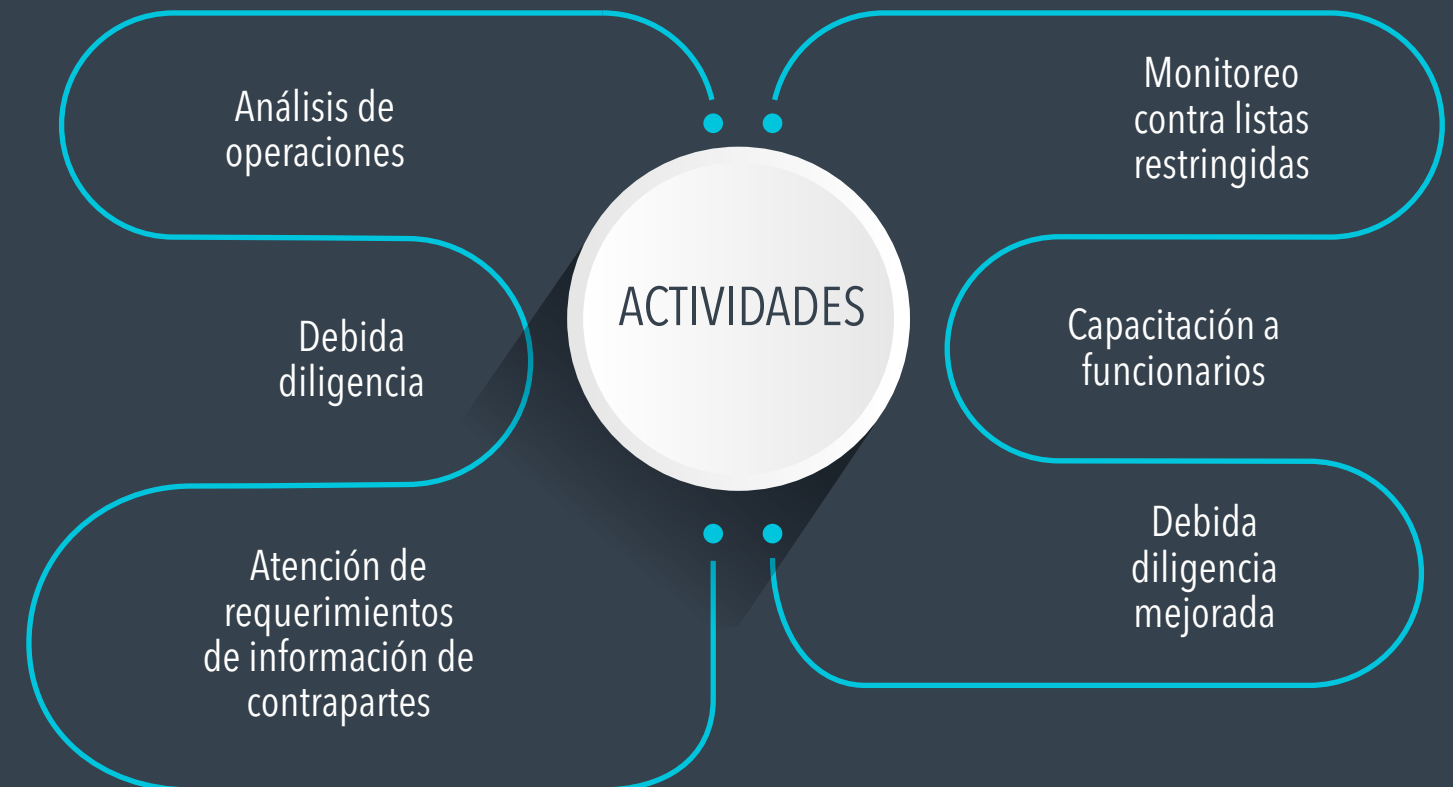 Análisis de
operaciones
Debida
diligencia
Atención de
requerimientos
de información de
contrapartes
ACTIVIDADES
Monitoreo
contra listas
restringidas
Capacitación a
funcionarios
Debida
diligencia
mejorada